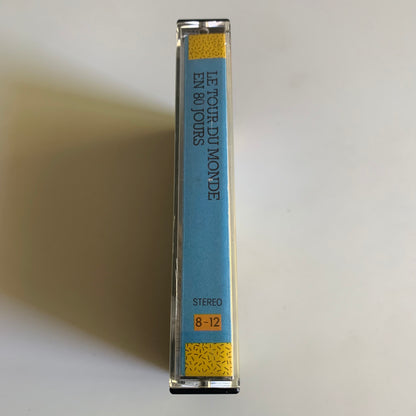 LE TOUR DU MONDE
EN 80 JOURS
STEREO
8-12